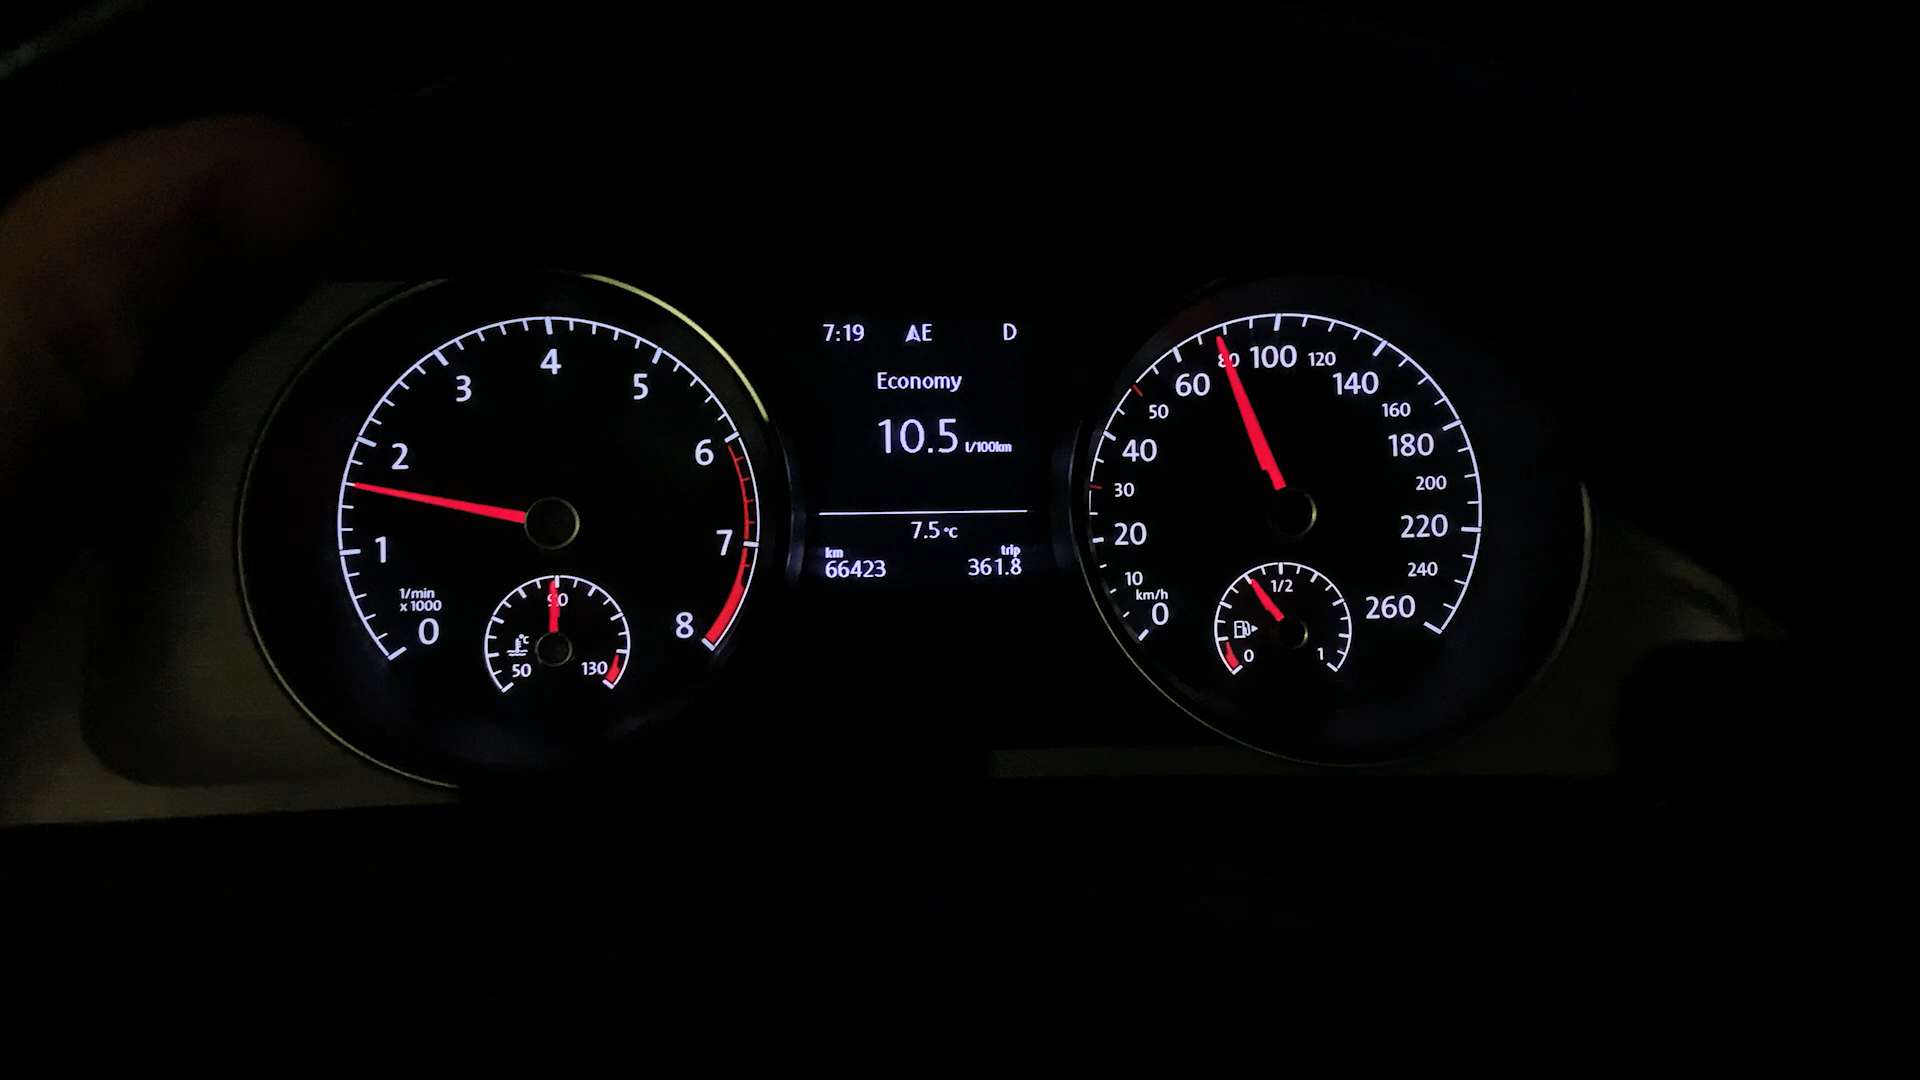 7:19 AE D
Economy
10.5 l/100km
7.5 °C
km trip
66423 361.8
0 1 2 3 4 5 6 7 8
1/min
x 1000
50 90 130
°C
0 10 20 30 40 50 60 80 100 120 140 160 180 200 220 240 260
km/h
0 1/2 1